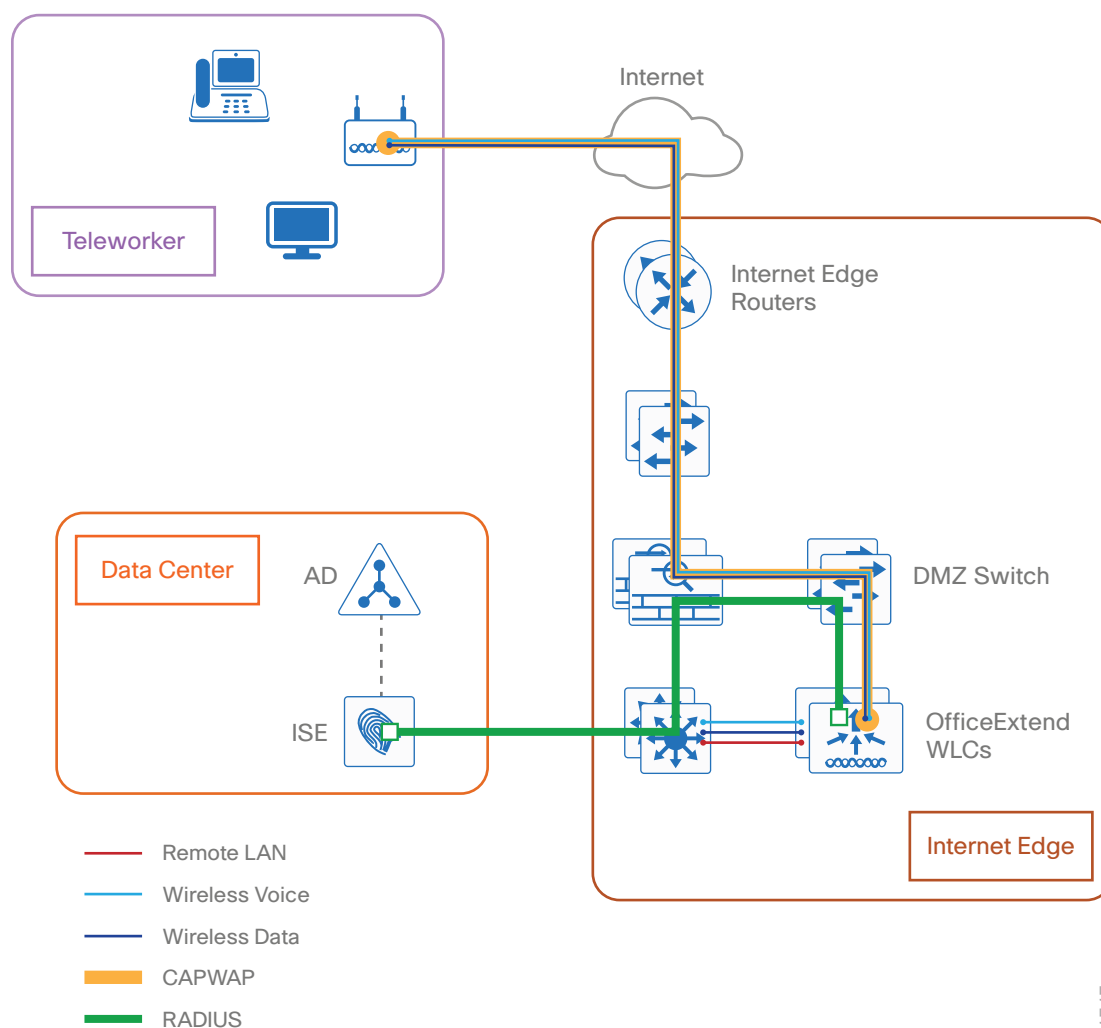 Internet
Teleworker
Internet Edge
Routers
Data Center
AD
DMZ Switch
ISE
OfficeExtend
WLCs
Internet Edge
Remote LAN
Wireless Voice
Wireless Data
CAPWAP
RADIUS